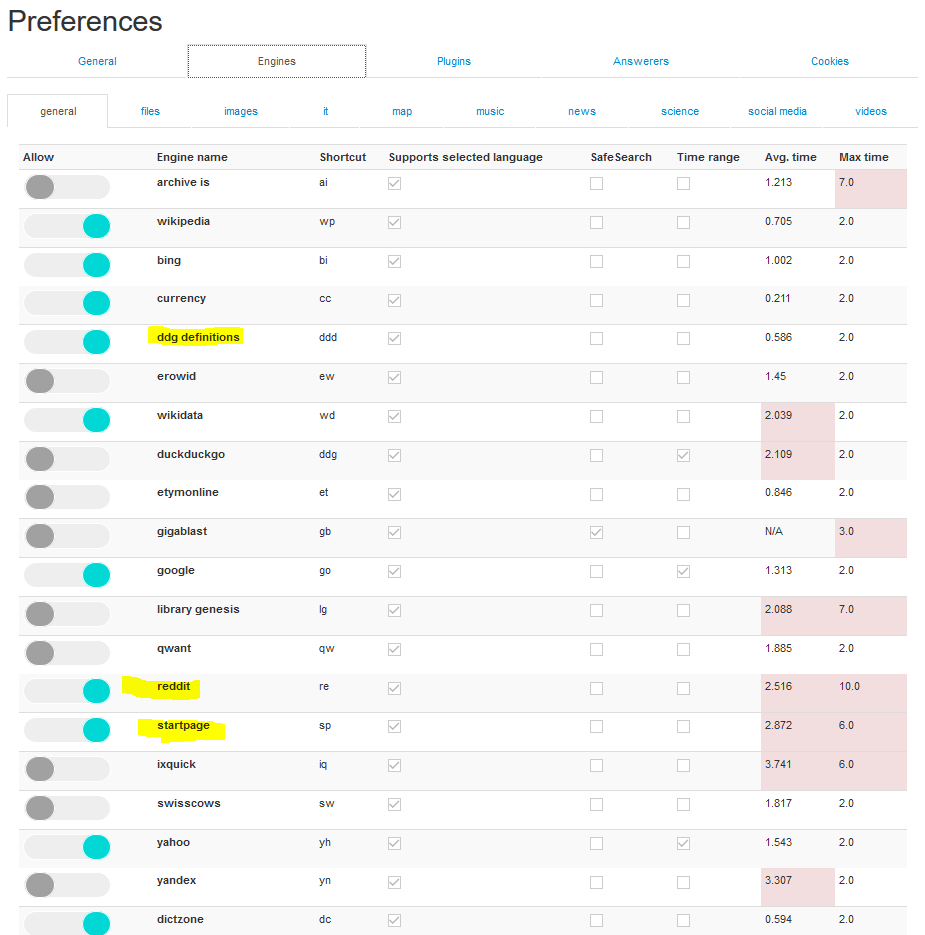 Preferences
General Engines Plugins Answerers Cookies
general files images it map music news science social media videos
Allow Engine name Shortcut Supports selected language SafeSearch Time range Avg. time Max time
archive is ai 1.213 7.0
wikipedia wp 0.705 2.0
bing bi 1.002 2.0
currency cc 0.211 2.0
ddg definitions ddd 0.586 2.0
erowid ew 1.45 2.0
wikidata wd 2.039 2.0
duckduckgo ddg 2.109 2.0
etymonline et 0.846 2.0
gigablast gb N/A 3.0
google go 1.313 2.0
library genesis lg 2.088 7.0
qwant qw 1.885 2.0
reddit re 2.516 10.0
startpage sp 2.872 6.0
ixquick iq 3.741 6.0
swisscows sw 1.817 2.0
yahoo yh 1.543 2.0
yandex yn 3.307 2.0
dictzone dc 0.594 2.0